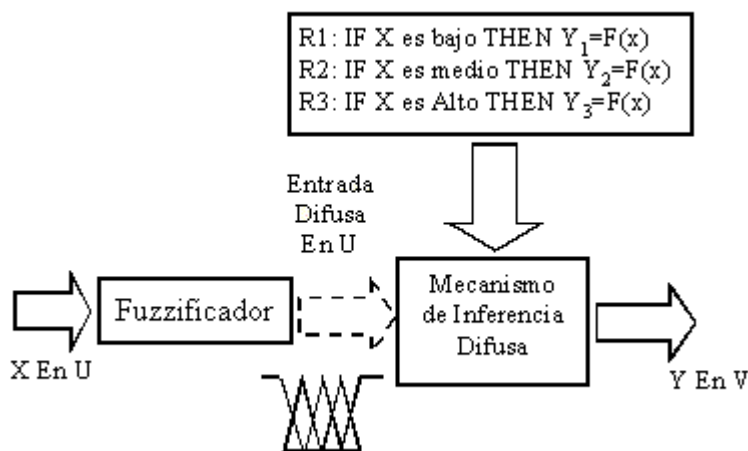 R1: IF X es bajo THEN Y1=F(x)
R2: IF X es medio THEN Y2=F(x)
R3: IF X es Alto THEN Y3=F(x)
Entrada
Difusa
En U
Fuzzificador
Mecanismo
de Inferencia
Difusa
X En U
Y En V